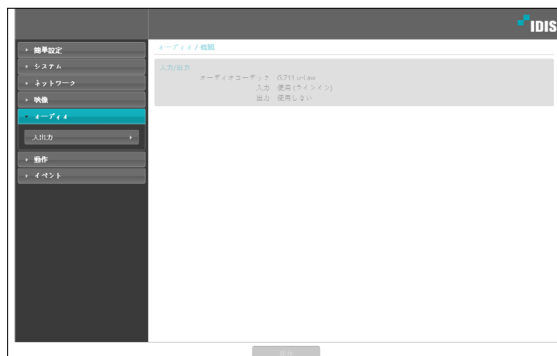 IDIS
簡単設定
システム
ネットワーク
映像
オーディオ
入出力
動作
イベント
オーディオ / 概観
入力/出力
オーディオコーデック G.711 u-Law
入力 使用 (ラインイン)
出力 使用しない